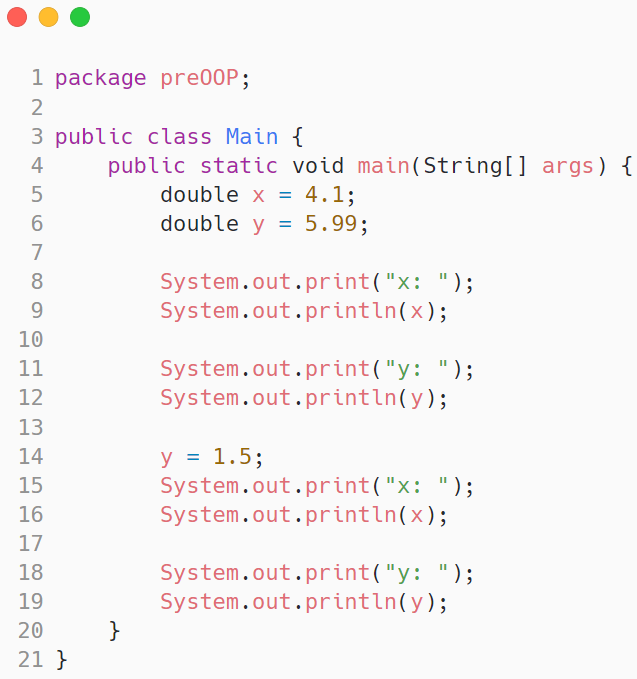 1 package preOOP;
2
3 public class Main {
4     public static void main(String[] args) {
5         double x = 4.1;
6         double y = 5.99;
7
8         System.out.print("x: ");
9         System.out.println(x);
10
11         System.out.print("y: ");
12         System.out.println(y);
13
14         y = 1.5;
15         System.out.print("x: ");
16         System.out.println(x);
17
18         System.out.print("y: ");
19         System.out.println(y);
20     }
21 }